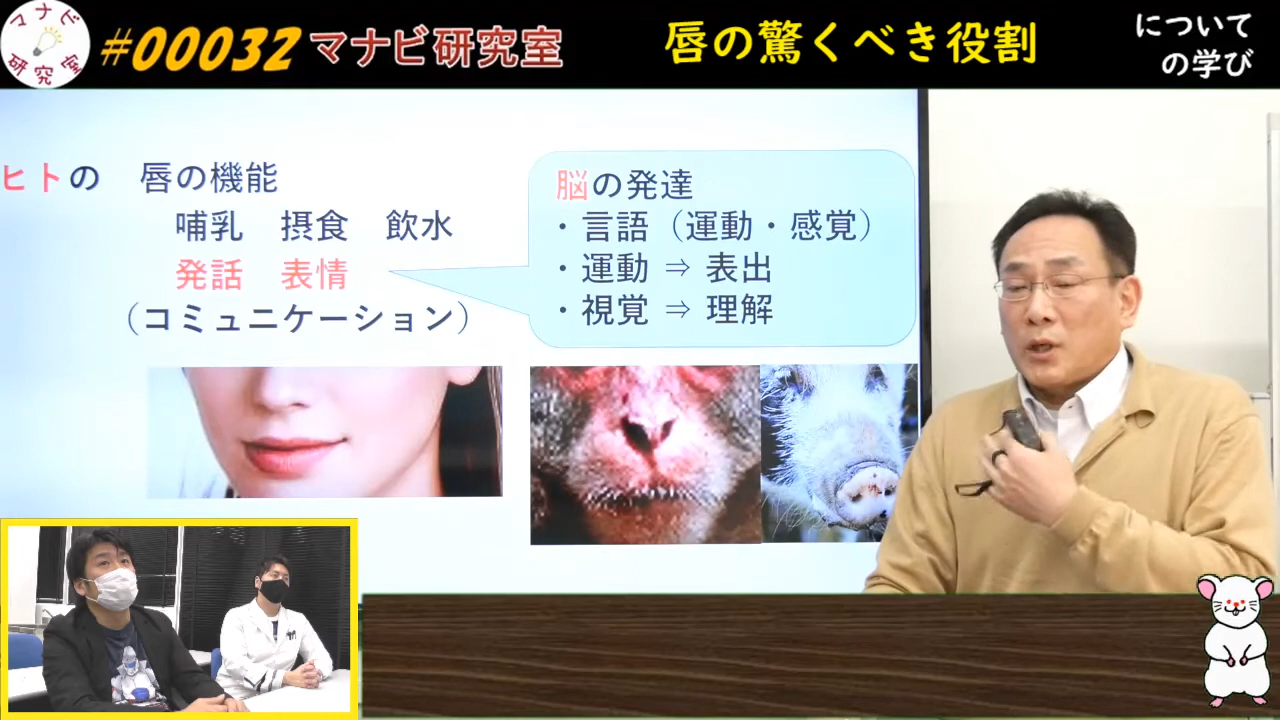 マナビ
研究室
#00032 マナビ研究室
唇の驚くべき役割
について
の学び
ヒトの 唇の機能
哺乳 摂食 飲水
発話 表情
（コミュニケーション）
脳の発達
・言語（運動・感覚）
・運動 ⇒ 表出
・視覚 ⇒ 理解